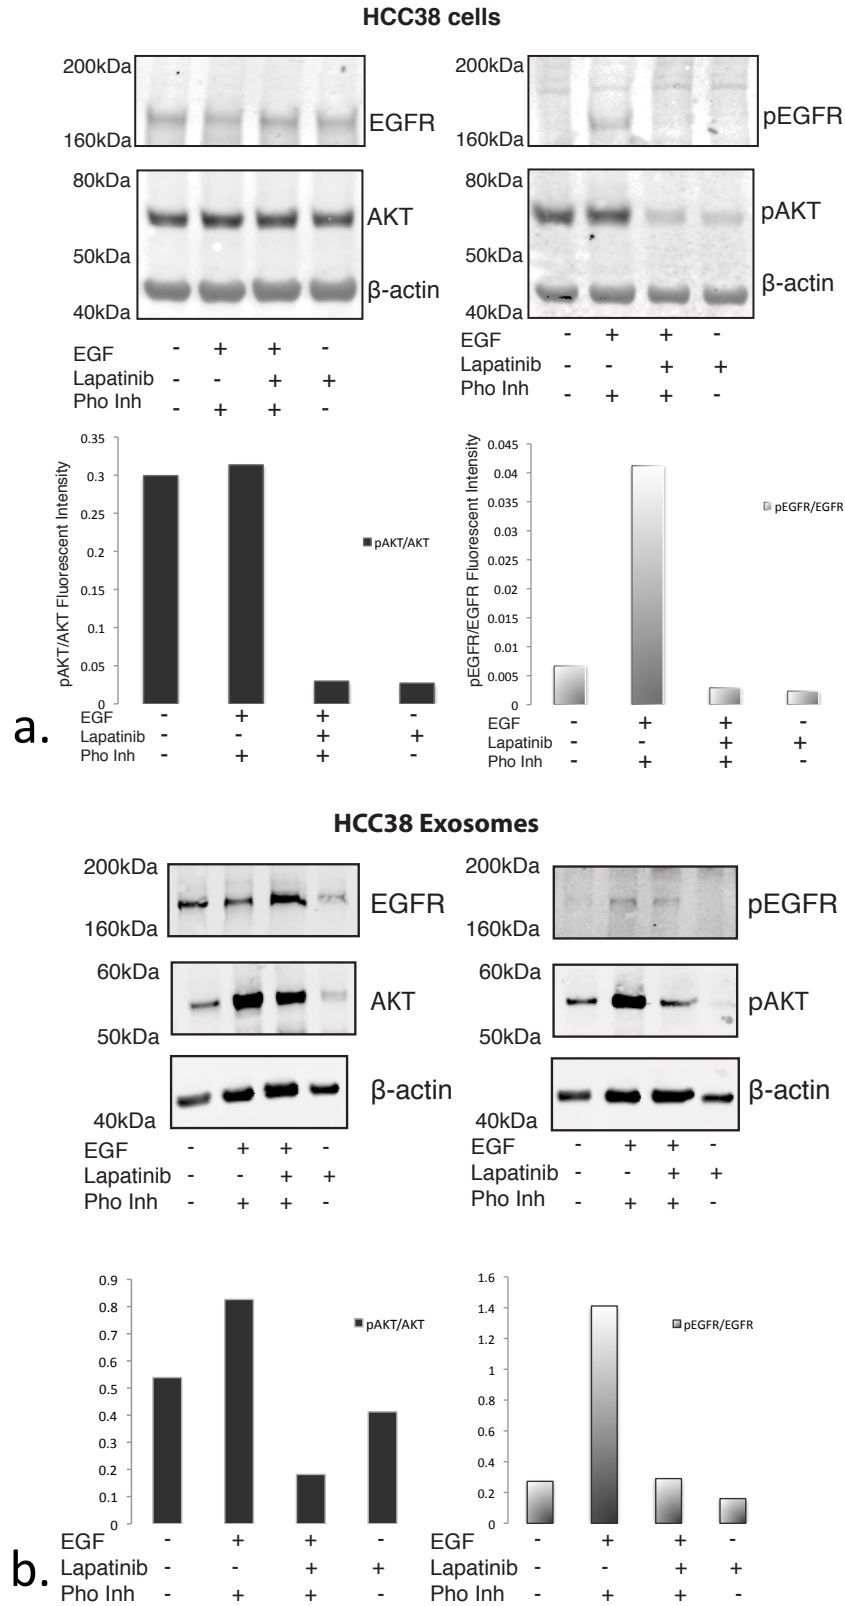 HCC38 cells
200kDa
EGFR
160kDa
80kDa
AKT
50kDa
β-actin
40kDa
EGF - + + -
Lapatinib - - + +
Pho Inh - + + -
200kDa
pEGFR
160kDa
80kDa
pAKT
50kDa
β-actin
40kDa
EGF - + + -
Lapatinib - - + +
Pho Inh - + + -
pAKT/AKT Fluorescent Intensity
0.35
0.3
0.25
0.2
0.15
0.1
0.05
0
pAKT/AKT
EGF - + + -
Lapatinib - - + +
Pho Inh - + + -
pEGFR/EGFR Fluorescent Intensity
0.045
0.04
0.035
0.03
0.025
0.02
0.015
0.01
0.005
0
pEGFR/EGFR
EGF - + + -
Lapatinib - - + +
Pho Inh - + + -
a.
HCC38 Exosomes
200kDa
EGFR
160kDa
60kDa
AKT
50kDa
β-actin
40kDa
EGF - + + -
Lapatinib - - + +
Pho Inh - + + -
200kDa
pEGFR
160kDa
60kDa
pAKT
50kDa
β-actin
40kDa
EGF - + + -
Lapatinib - - + +
Pho Inh - + + -
0.9
0.8
0.7
0.6
0.5
0.4
0.3
0.2
0.1
0
pAKT/AKT
EGF - + + -
Lapatinib - - + +
Pho Inh - + + -
1.6
1.4
1.2
1
0.8
0.6
0.4
0.2
0
pEGFR/EGFR
EGF - + + -
Lapatinib - - + +
Pho Inh - + + -
b.